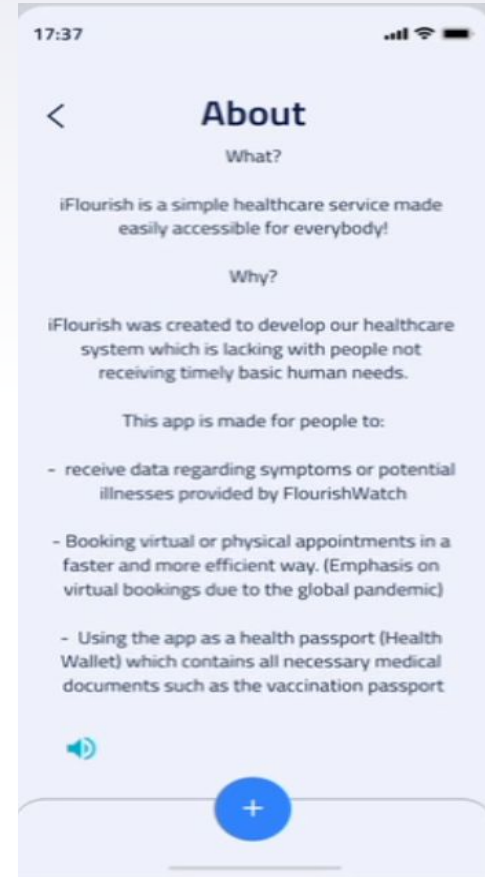 17:37
About
What?
iFlourish is a simple healthcare service made
easily accessible for everybody!
Why?
iFlourish was created to develop our healthcare
system which is lacking with people not
receiving timely basic human needs.
This app is made for people to:
- receive data regarding symptoms or potential
illnesses provided by FlourishWatch
- Booking virtual or physical appointments in a
faster and more efficient way. (Emphasis on
virtual bookings due to the global pandemic)
- Using the app as a health passport (Health
Wallet) which contains all necessary medical
documents such as the vaccination passport
+